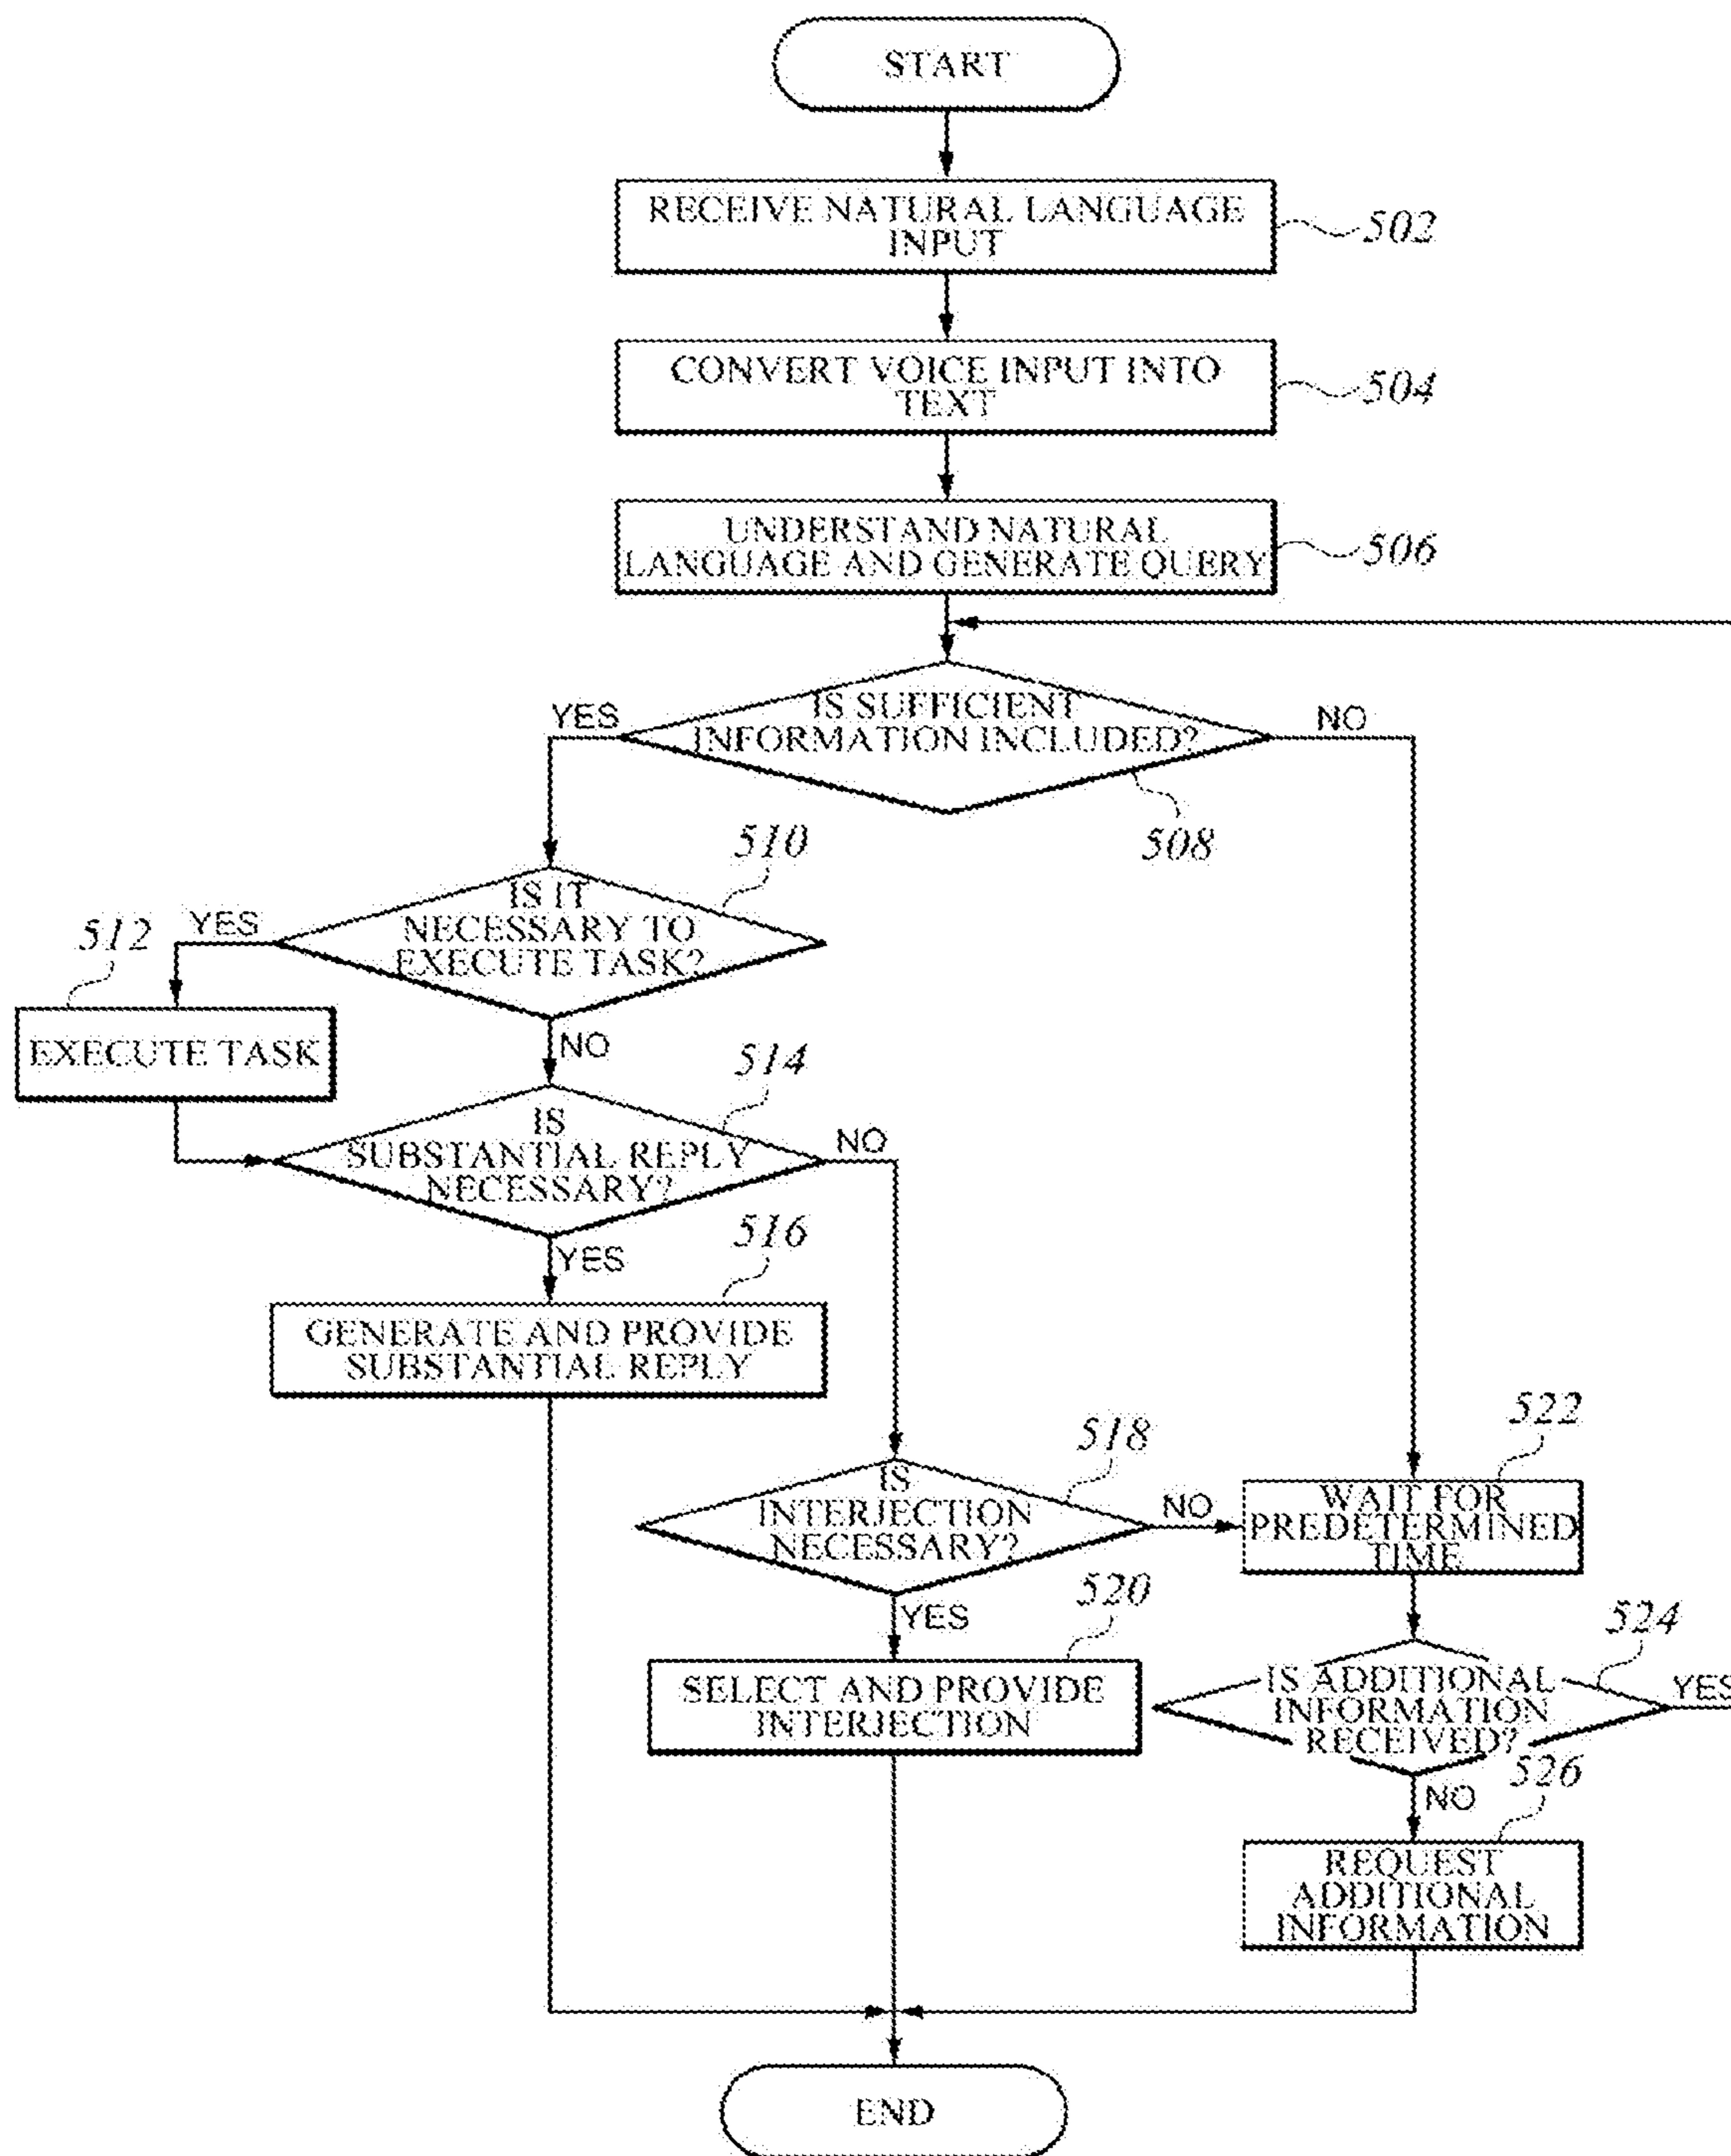 START
RECEIVE NATURAL LANGUAGE
INPUT
502
CONVERT VOICE INPUT INTO
TEXT
504
UNDERSTAND NATURAL
LANGUAGE AND GENERATE QUERY
506
IS SUFFICIENT
INFORMATION INCLUDED?
YES
NO
508
510
IS IT
NECESSARY TO
EXECUTE TASK?
YES
512
EXECUTE TASK
NO
514
IS
SUBSTANTIAL REPLY
NECESSARY?
NO
YES
516
GENERATE AND PROVIDE
SUBSTANTIAL REPLY
518
IS
INTERJECTION
NECESSARY?
NO
522
WAIT FOR
PREDETERMINED
TIME
YES
520
SELECT AND PROVIDE
INTERJECTION
524
IS ADDITIONAL
INFORMATION
RECEIVED?
YES
NO
526
REQUEST
ADDITIONAL
INFORMATION
END